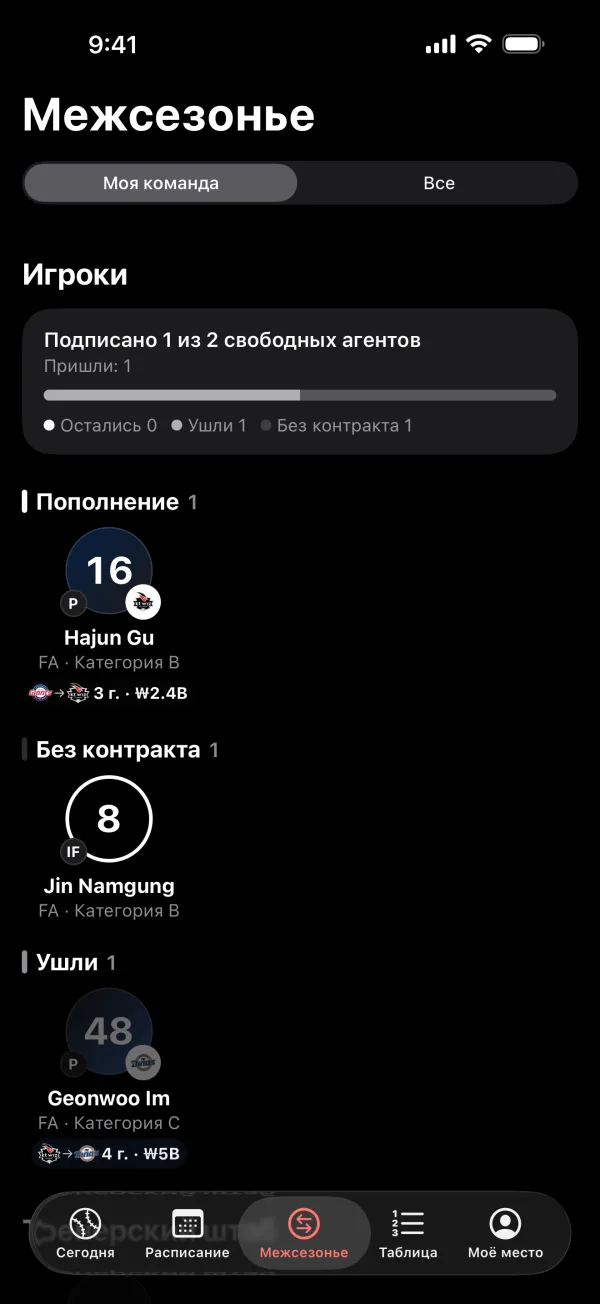 9:41
Межсезонье
Моя команда
Все
Игроки
Подписано 1 из 2 свободных агентов
Пришли: 1
Остались 0
Ушли 1
Без контракта 1
Пополнение 1
16
P
Hajun Gu
FA · Категория B
→ 3 г. · ₩2.4B
Без контракта 1
8
IF
Jin Namgung
FA · Категория B
Ушли 1
48
P
Geonwoo Im
FA · Категория C
→ 4 г. · ₩5B
Тренерский штаб
Сегодня
Расписание
Межсезонье
Таблица
Моё место